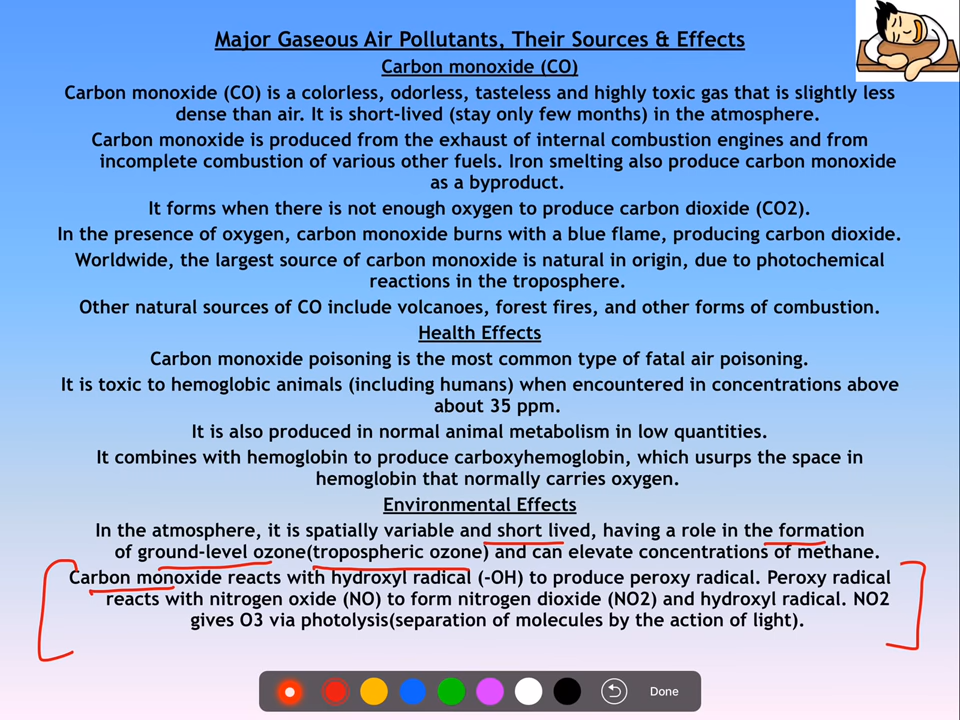 Major Gaseous Air Pollutants, Their Sources & Effects
Carbon monoxide (CO)
Carbon monoxide (CO) is a colorless, odorless, tasteless and highly toxic gas that is slightly less
dense than air. It is short-lived (stay only few months) in the atmosphere.
Carbon monoxide is produced from the exhaust of internal combustion engines and from
incomplete combustion of various other fuels. Iron smelting also produce carbon monoxide
as a byproduct.
It forms when there is not enough oxygen to produce carbon dioxide (CO2).
In the presence of oxygen, carbon monoxide burns with a blue flame, producing carbon dioxide.
Worldwide, the largest source of carbon monoxide is natural in origin, due to photochemical
reactions in the troposphere.
Other natural sources of CO include volcanoes, forest fires, and other forms of combustion.
Health Effects
Carbon monoxide poisoning is the most common type of fatal air poisoning.
It is toxic to hemoglobic animals (including humans) when encountered in concentrations above
about 35 ppm.
It is also produced in normal animal metabolism in low quantities.
It combines with hemoglobin to produce carboxyhemoglobin, which usurps the space in
hemoglobin that normally carries oxygen.
Environmental Effects
In the atmosphere, it is spatially variable and short lived, having a role in the formation
of ground-level ozone(tropospheric ozone) and can elevate concentrations of methane.
Carbon monoxide reacts with hydroxyl radical (-OH) to produce peroxy radical. Peroxy radical
reacts with nitrogen oxide (NO) to form nitrogen dioxide (NO2) and hydroxyl radical. NO2
gives O3 via photolysis(separation of molecules by the action of light).
Done